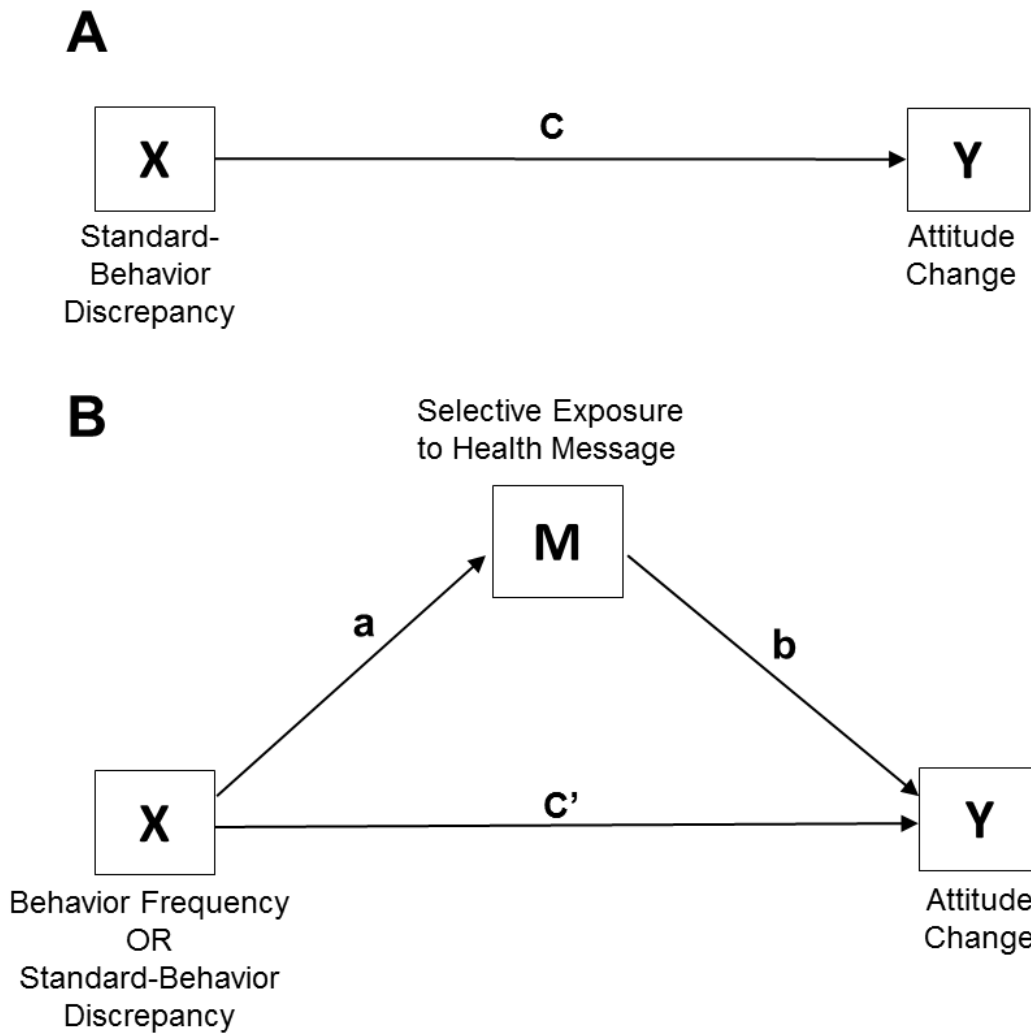 A
C
X
Y
Standard-
Behavior
Discrepancy
Attitude
Change
B
Selective Exposure
to Health Message
M
a
b
C’
X
Y
Behavior Frequency
OR
Standard-Behavior
Discrepancy
Attitude
Change